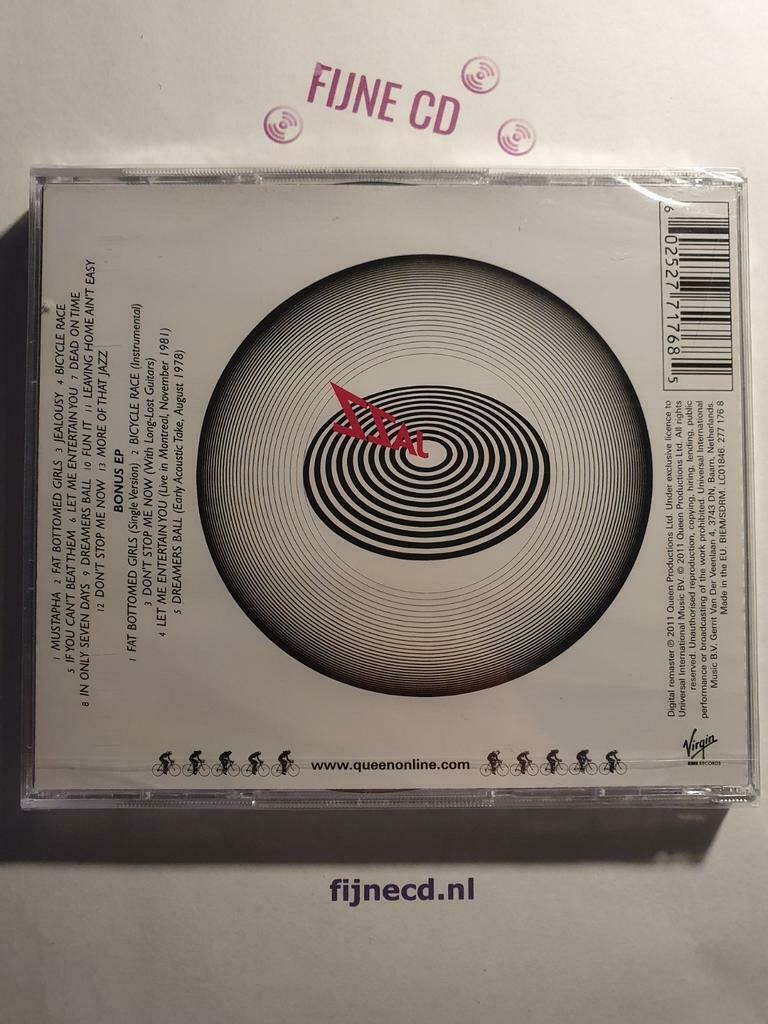 FIJNE CD
1 MUSTAPHA 2 FAT BOTTOMED GIRLS 3 JEALOUSY 4 BICYCLE RACE
5 IF YOU CAN'T BEAT THEM 6 LET ME ENTERTAIN YOU 7 DEAD ON TIME
8 IN ONLY SEVEN DAYS 9 DREAMERS BALL 10 FUN IT 11 LEAVING HOME AIN'T EASY
12 DON'T STOP ME NOW 13 MORE OF THAT JAZZ
BONUS EP
1 FAT BOTTOMED GIRLS (Single Version) 2 BICYCLE RACE (Instrumental)
3 DON'T STOP ME NOW (With Long-Lost Guitars)
4 LET ME ENTERTAIN YOU (Live in Montreal, November 1981)
5 DREAMERS BALL (Early Acoustic Take, August 1978)
JAZZ
6 02527 71768 5
Digital remaster ℗ 2011 Queen Productions Ltd. Under exclusive licence to
Universal International Music BV. © 2011 Queen Productions Ltd. All rights
reserved. Unauthorised reproduction, copying, hiring, lending, public
performance or broadcasting of the work prohibited. Universal International
Music B.V. Gerrit Van Der Veenlaan 4, 3743 DN, Baarn, Netherlands.
Made in the EU. BIEM/SDRM. LC01846. 277 176 8
Virgin
EMI RECORDS
www.queenonline.com
fijnecd.nl